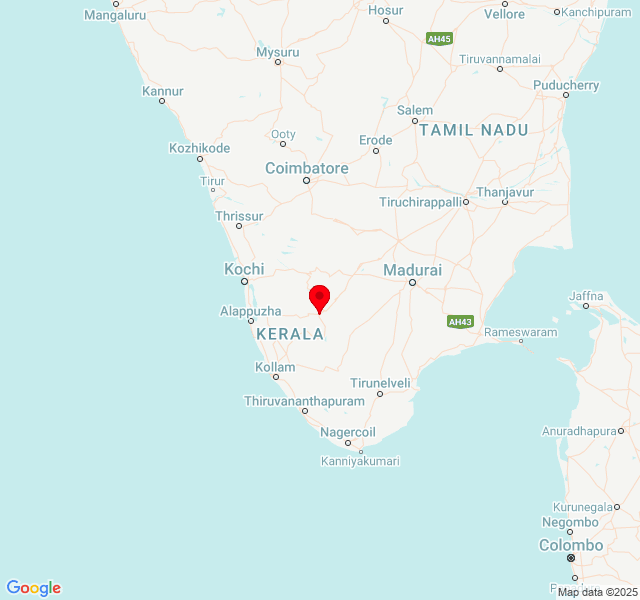 Mangaluru
Hosur
Vellore
Kanchipuram
AH45
Mysuru
Tiruvannamalai
Kannur
Puducherry
Salem
TAMIL NADU
Ooty
Erode
Kozhikode
Coimbatore
Tirur
Thanjavur
Tiruchirappalli
Thrissur
Kochi
Madurai
Jaffna
Alappuzha
AH43
KERALA
Rameswaram
Kollam
Tirunelveli
Thiruvananthapuram
Nagercoil
Anuradhapura
Kanniyakumari
Kurunegala
Negombo
Colombo
Google
Map data ©2025